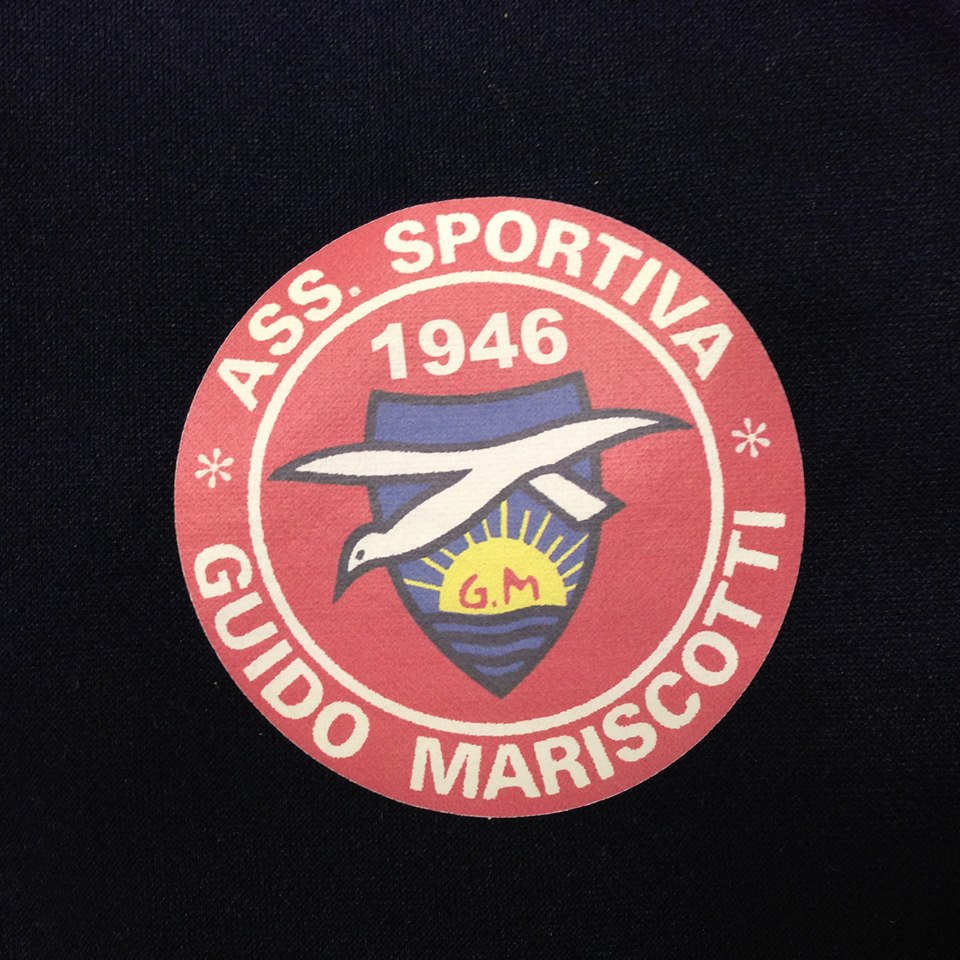 ASS. SPORTIVA
1946
G.M
GUIDO MARISCOTTI